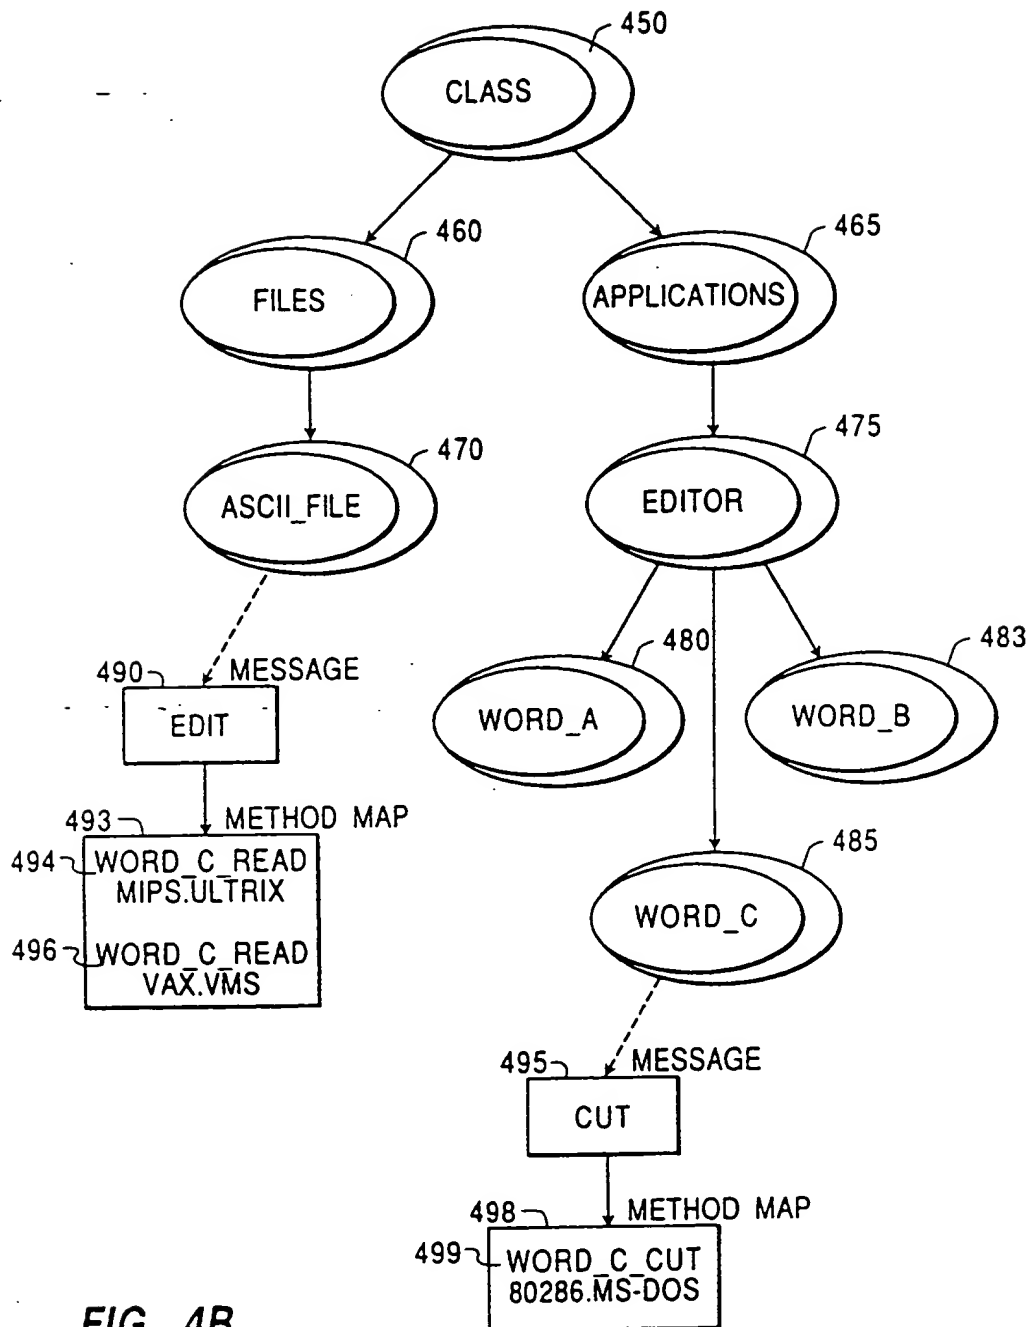 450
CLASS
460
465
FILES
APPLICATIONS
470
475
ASCII_FILE
EDITOR
480
483
490
MESSAGE
WORD_A
WORD_B
EDIT
493
METHOD MAP
485
494
WORD_C_READ
MIPS.ULTRIX
WORD_C
496
WORD_C_READ
VAX.VMS
495
MESSAGE
CUT
498
METHOD MAP
499
WORD_C_CUT
80286.MS-DOS
FIG. 4B